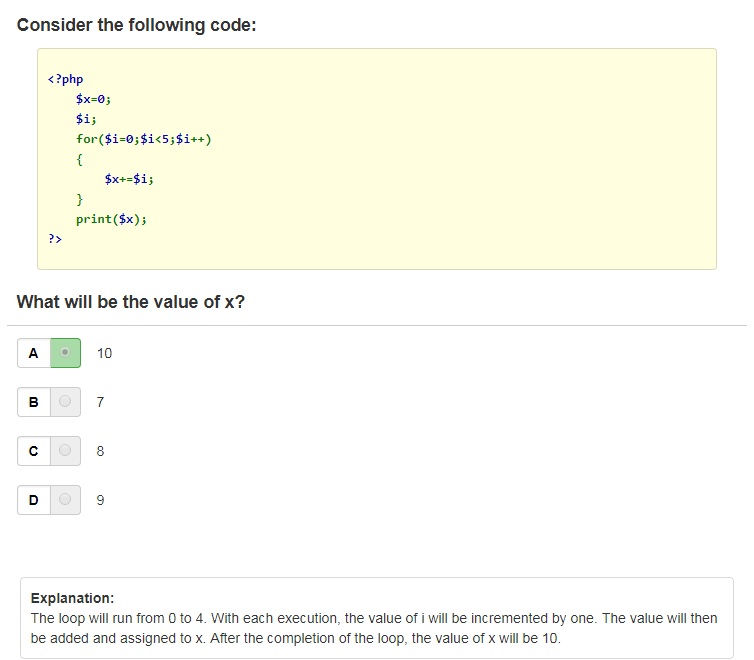 Consider the following code:
<?php
$x=0;
$i;
for($i=0;$i<5;$i++)
{
$x+=$i;
}
print($x);
?>
What will be the value of x?
A 10
B 7
C 8
D 9
Explanation:
The loop will run from 0 to 4. With each execution, the value of i will be incremented by one. The value will then
be added and assigned to x. After the completion of the loop, the value of x will be 10.